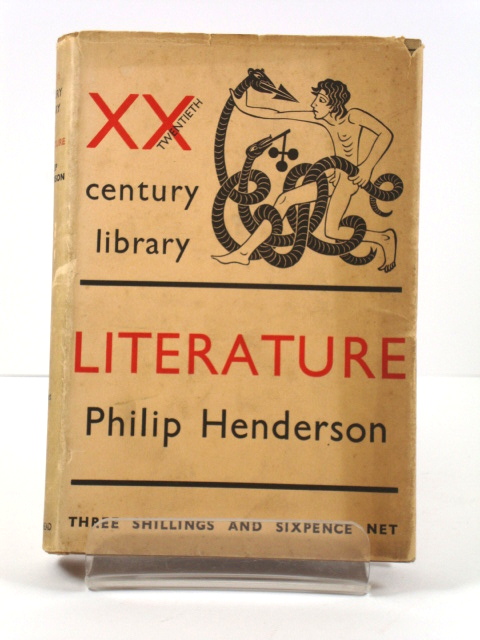 XX
TWENTIETH
century
library
LITERATURE
Philip Henderson
THREE SHILLINGS AND SIXPENCE NET